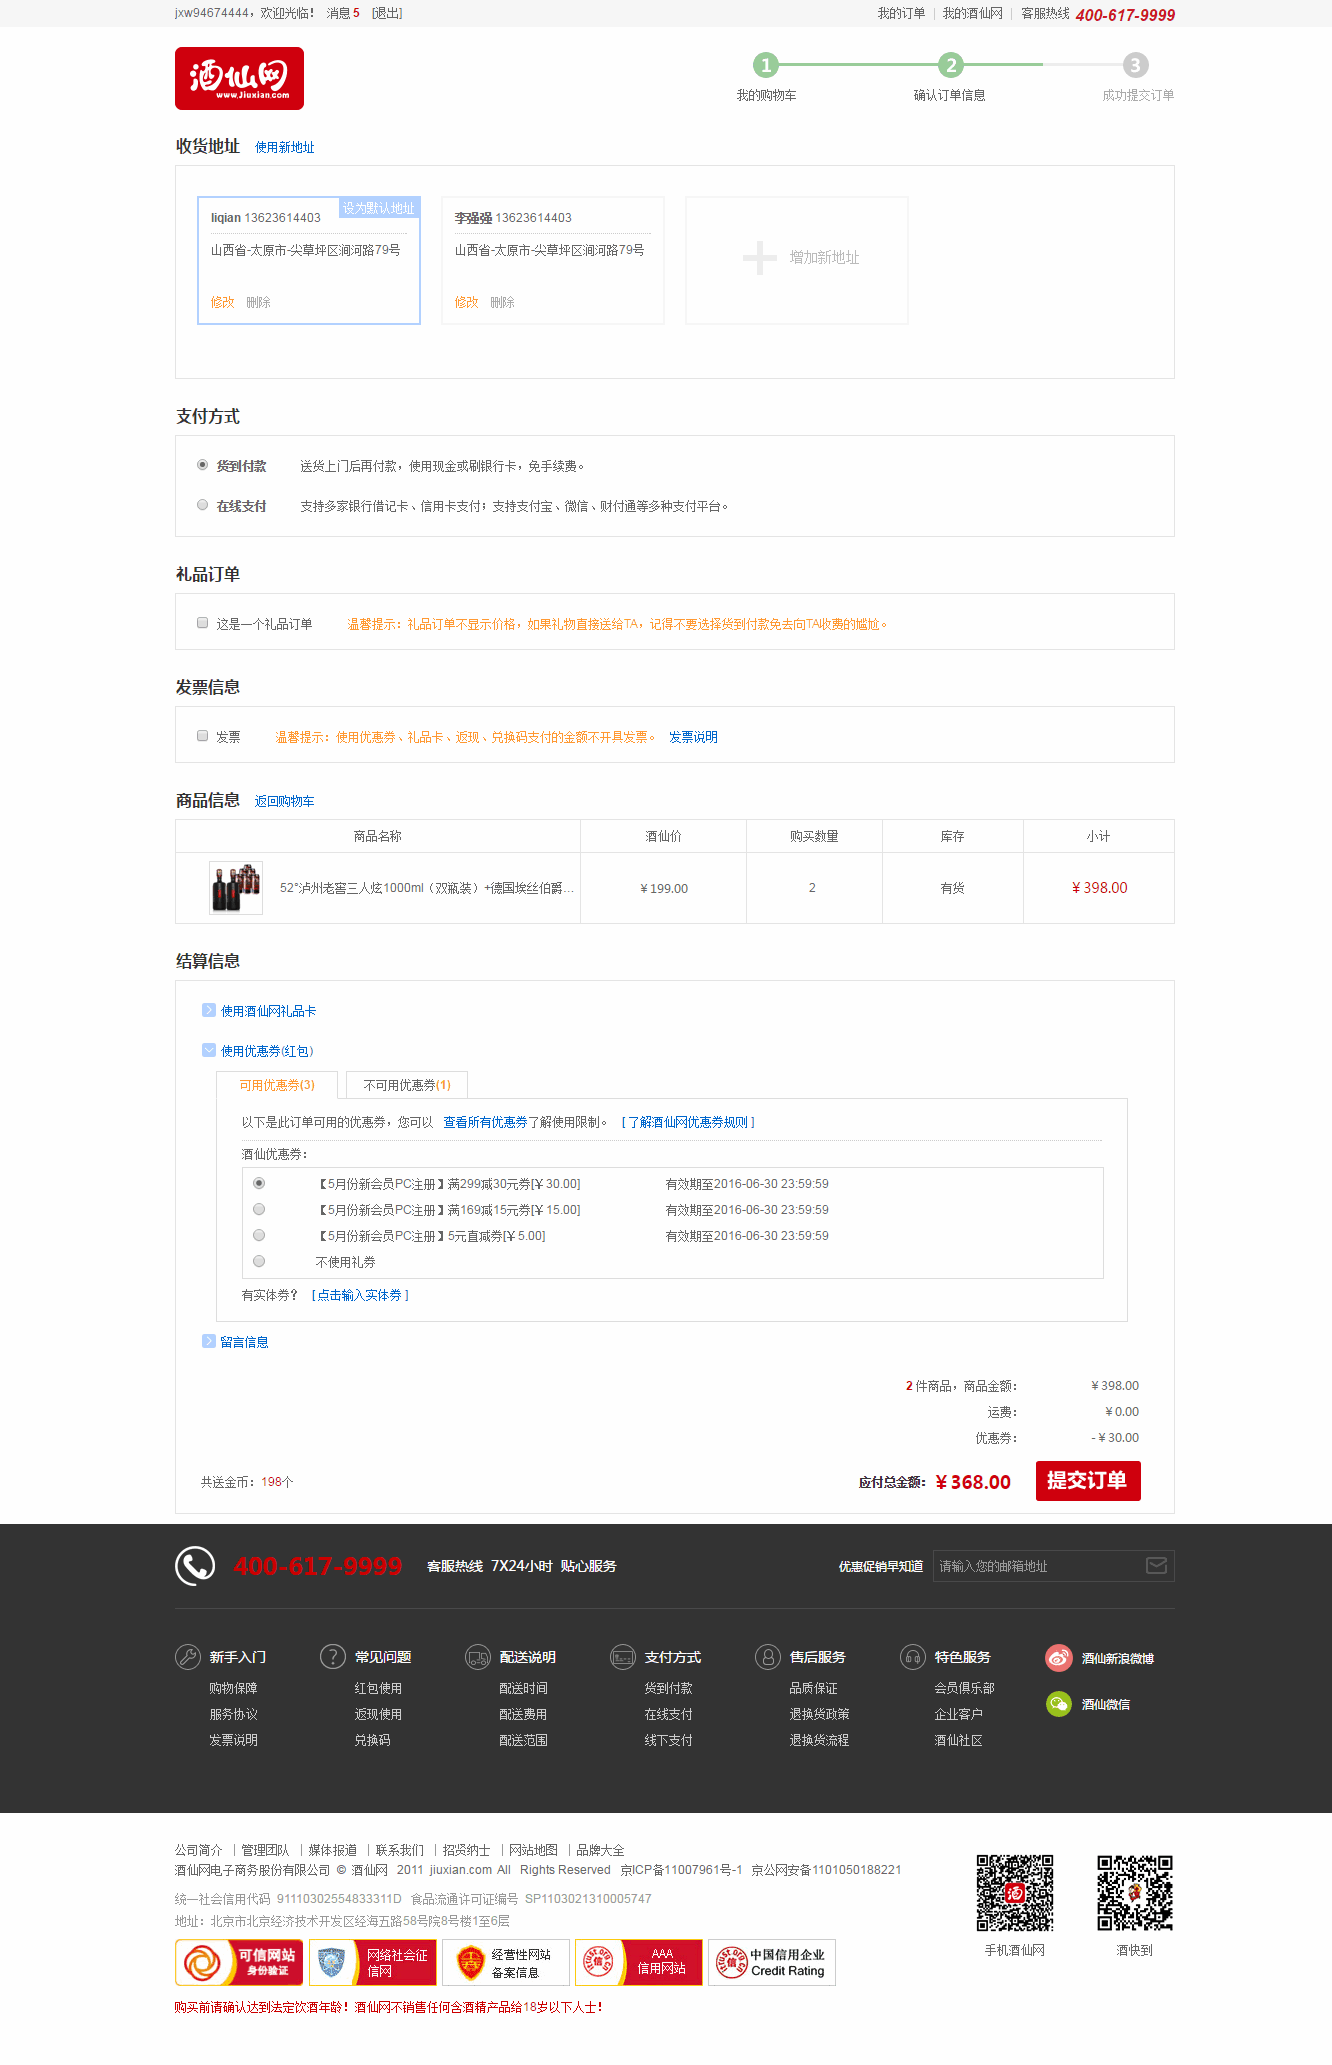 jxw94674444，欢迎光临！ 消息 5 [退出]
我的订单 | 我的酒仙网 | 客服热线 400-617-9999
酒仙网
www.Jiuxian.com
1 2 3
我的购物车 确认订单信息 成功提交订单
收货地址 使用新地址
liqian 13623614403 设为默认地址
山西省-太原市-尖草坪区涧河路79号
修改 删除
李强强 13623614403
山西省-太原市-尖草坪区涧河路79号
修改 删除
增加新地址
支付方式
货到付款 送货上门后再付款，使用现金或刷银行卡，免手续费。
在线支付 支持多家银行借记卡、信用卡支付；支持支付宝、微信、财付通等多种支付平台。
礼品订单
这是一个礼品订单 温馨提示：礼品订单不显示价格，如果礼物直接送给TA，记得不要选择货到付款免去向TA收费的尴尬。
发票信息
发票 温馨提示：使用优惠券、礼品卡、返现、兑换码支付的金额不开具发票。 发票说明
商品信息 返回购物车
商品名称 酒仙价 购买数量 库存 小计
52°泸州老窖三人炫1000ml（双瓶装）+德国埃丝伯爵... ¥ 199.00 2 有货 ¥ 398.00
结算信息
使用酒仙网礼品卡
使用优惠券(红包)
可用优惠券(3) 不可用优惠券(1)
以下是此订单可用的优惠券，您可以 查看所有优惠券了解使用限制。 [ 了解酒仙网优惠券规则 ]
酒仙优惠券：
【5月份新会员PC注册】满299减30元券[¥ 30.00] 有效期至2016-06-30 23:59:59
【5月份新会员PC注册】满169减15元券[¥ 15.00] 有效期至2016-06-30 23:59:59
【5月份新会员PC注册】5元直减券[¥ 5.00] 有效期至2016-06-30 23:59:59
不使用礼券
有实体券？ [ 点击输入实体券 ]
留言信息
2 件商品，商品金额： ¥ 398.00
运费： ¥ 0.00
优惠券： - ¥ 30.00
共送金币：198个 应付总金额：¥ 368.00 提交订单
400-617-9999 客服热线 7X24小时 贴心服务 优惠促销早知道 请输入您的邮箱地址
新手入门 常见问题 配送说明 支付方式 售后服务 特色服务 酒仙新浪微博
购物保障 红包使用 配送时间 货到付款 品质保证 会员俱乐部
服务协议 返现使用 配送费用 在线支付 退换货政策 企业客户 酒仙微信
发票说明 兑换码 配送范围 线下支付 退换货流程 酒仙社区
公司简介 | 管理团队 | 媒体报道 | 联系我们 | 招贤纳士 | 网站地图 | 品牌大全
酒仙网电子商务股份有限公司 © 酒仙网 2011 jiuxian.com All Rights Reserved 京ICP备11007961号-1 京公网安备1101050188221
统一社会信用代码 91110302554833311D 食品流通许可证编号 SP1103021310005747
地址：北京市北京经济技术开发区经海五路58号院8号楼1至6层
手机酒仙网 酒快到
可信网站
身份验证
网络社会征
信网
经营性网站
备案信息
AAA
信用网站
中国信用企业
Credit Rating
购买前请确认达到法定饮酒年龄！酒仙网不销售任何含酒精产品给18岁以下人士！